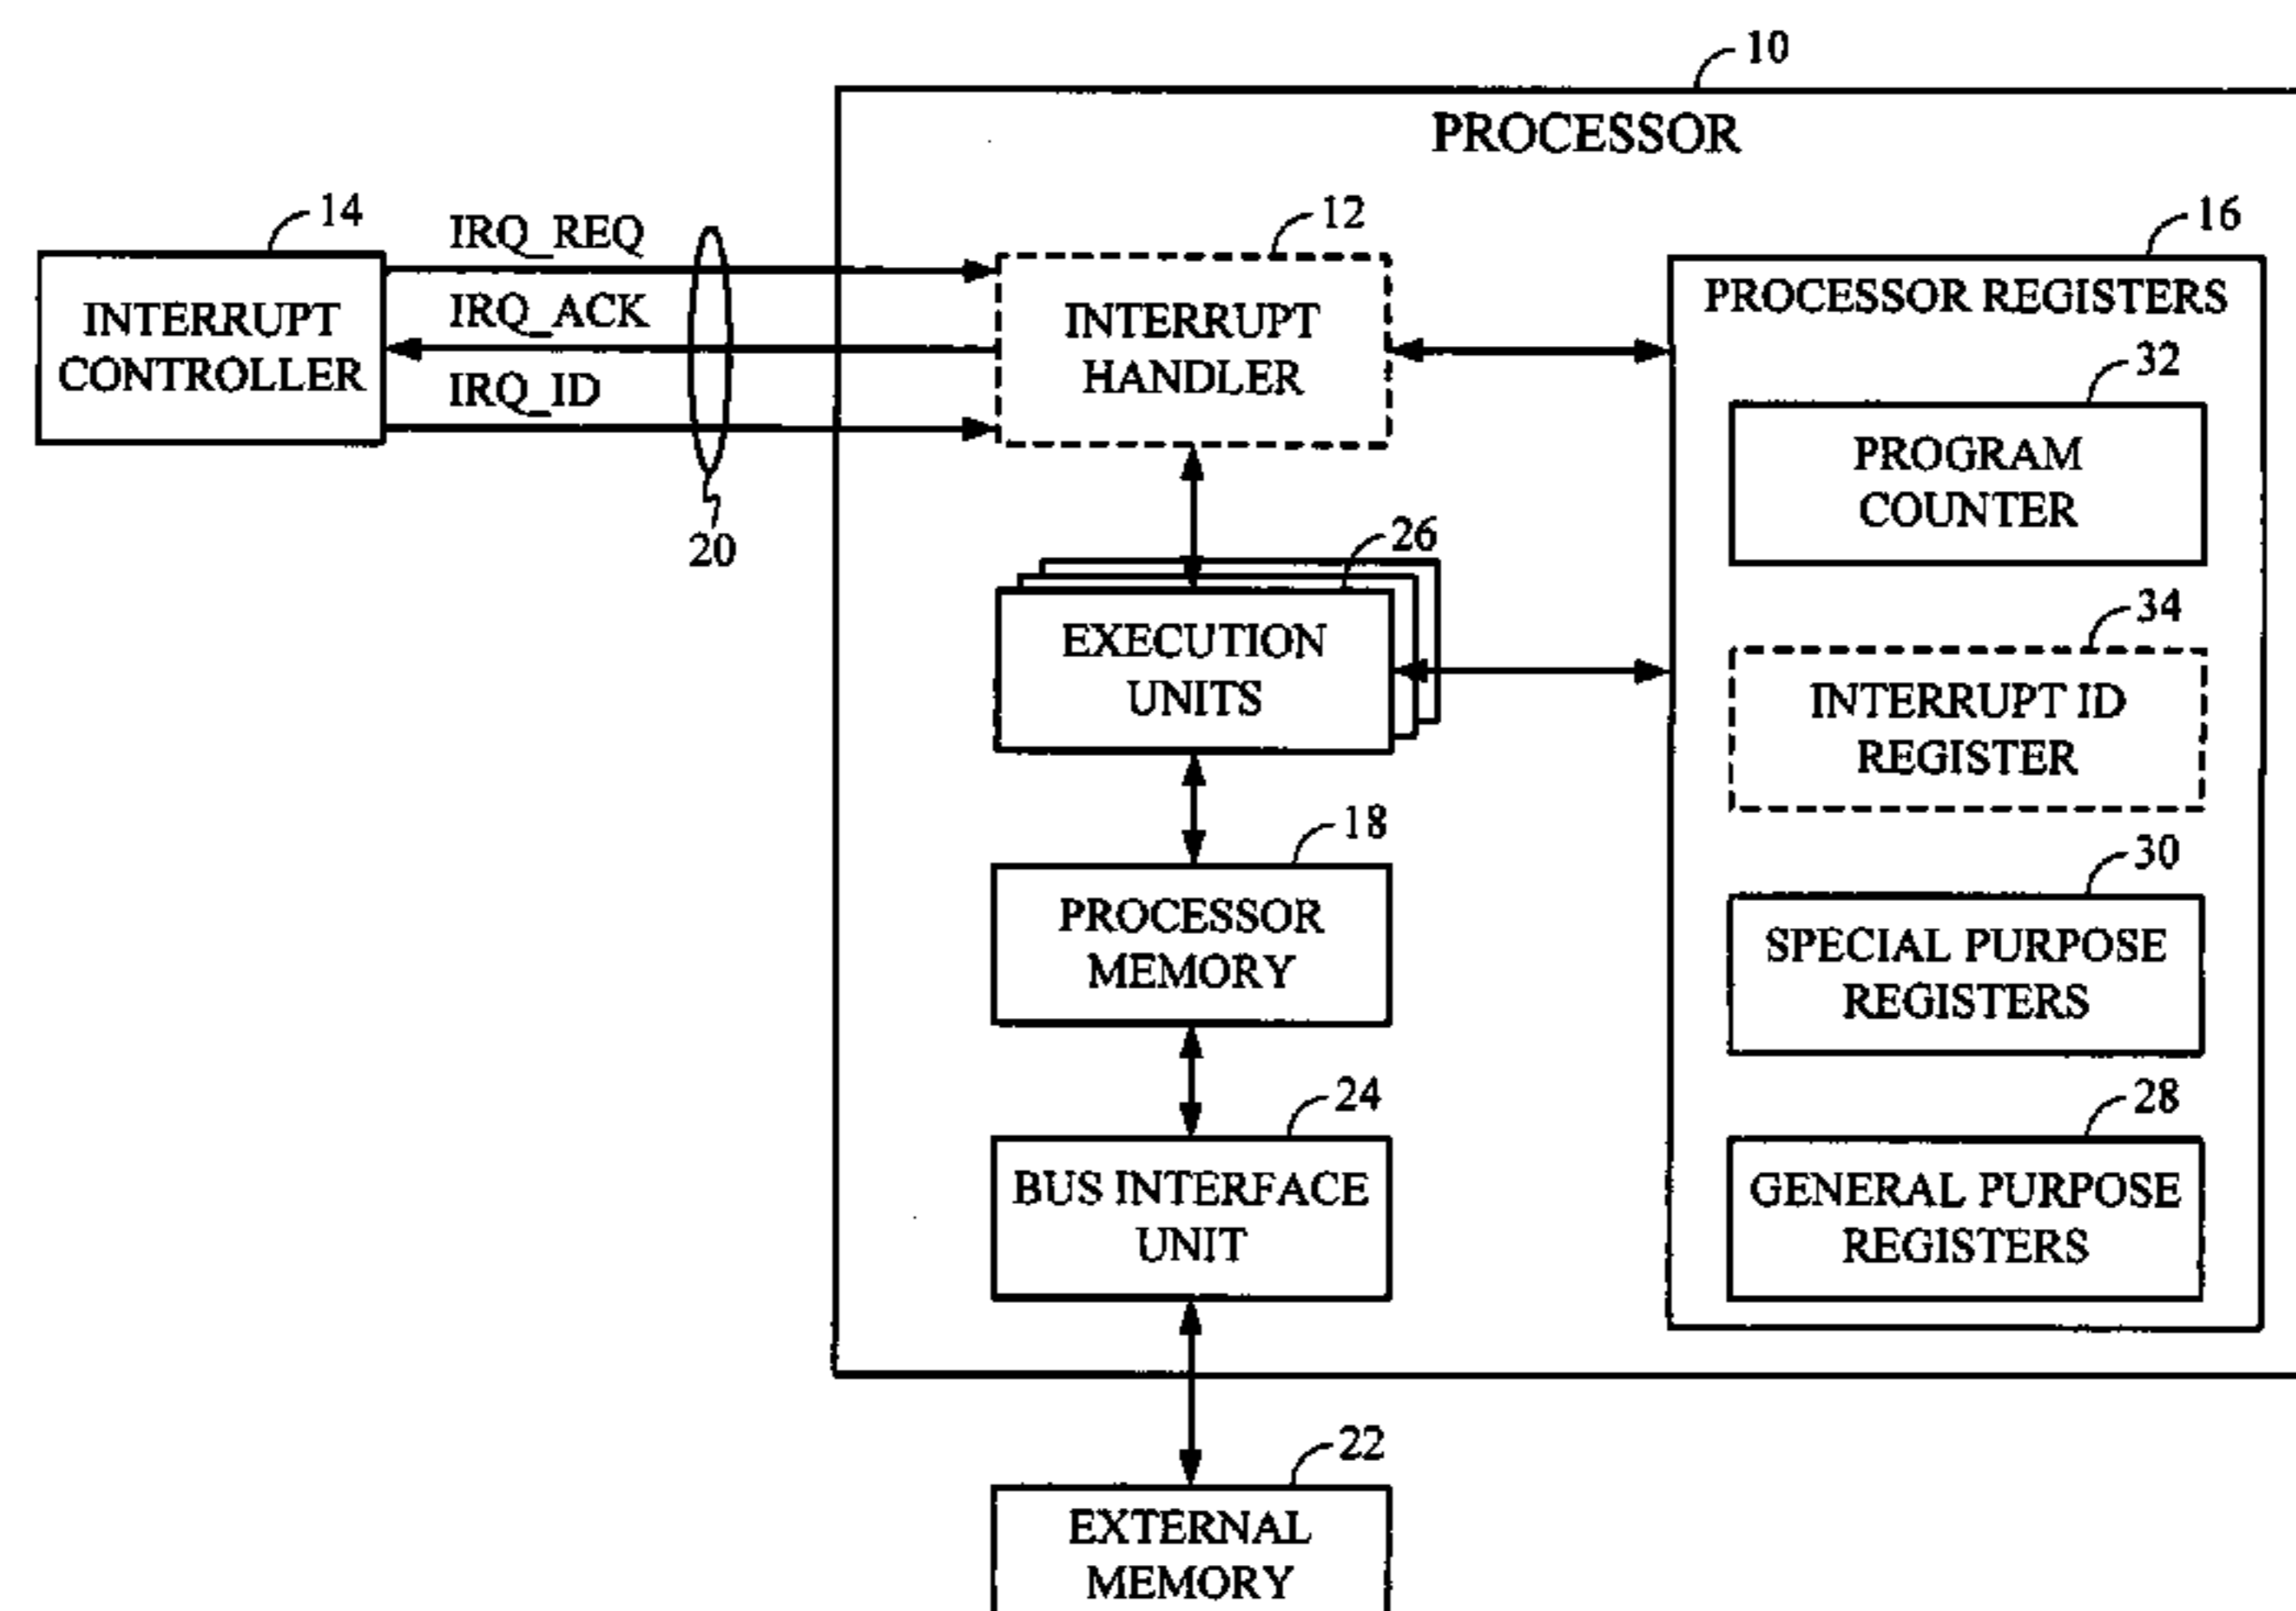 10
PROCESSOR
14
INTERRUPT
CONTROLLER
IRQ_REQ
IRQ_ACK
IRQ_ID
20
12
INTERRUPT
HANDLER
26
EXECUTION
UNITS
18
PROCESSOR
MEMORY
24
BUS INTERFACE
UNIT
22
EXTERNAL
MEMORY
16
PROCESSOR REGISTERS
32
PROGRAM
COUNTER
34
INTERRUPT ID
REGISTER
30
SPECIAL PURPOSE
REGISTERS
28
GENERAL PURPOSE
REGISTERS